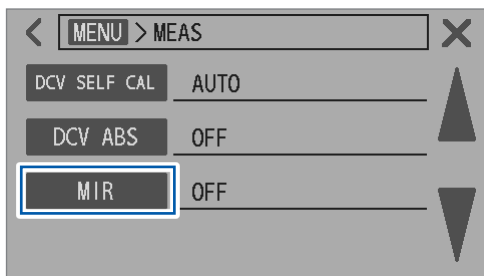 MENU > MEAS
DCV SELF CAL AUTO
DCV ABS OFF
MIR OFF